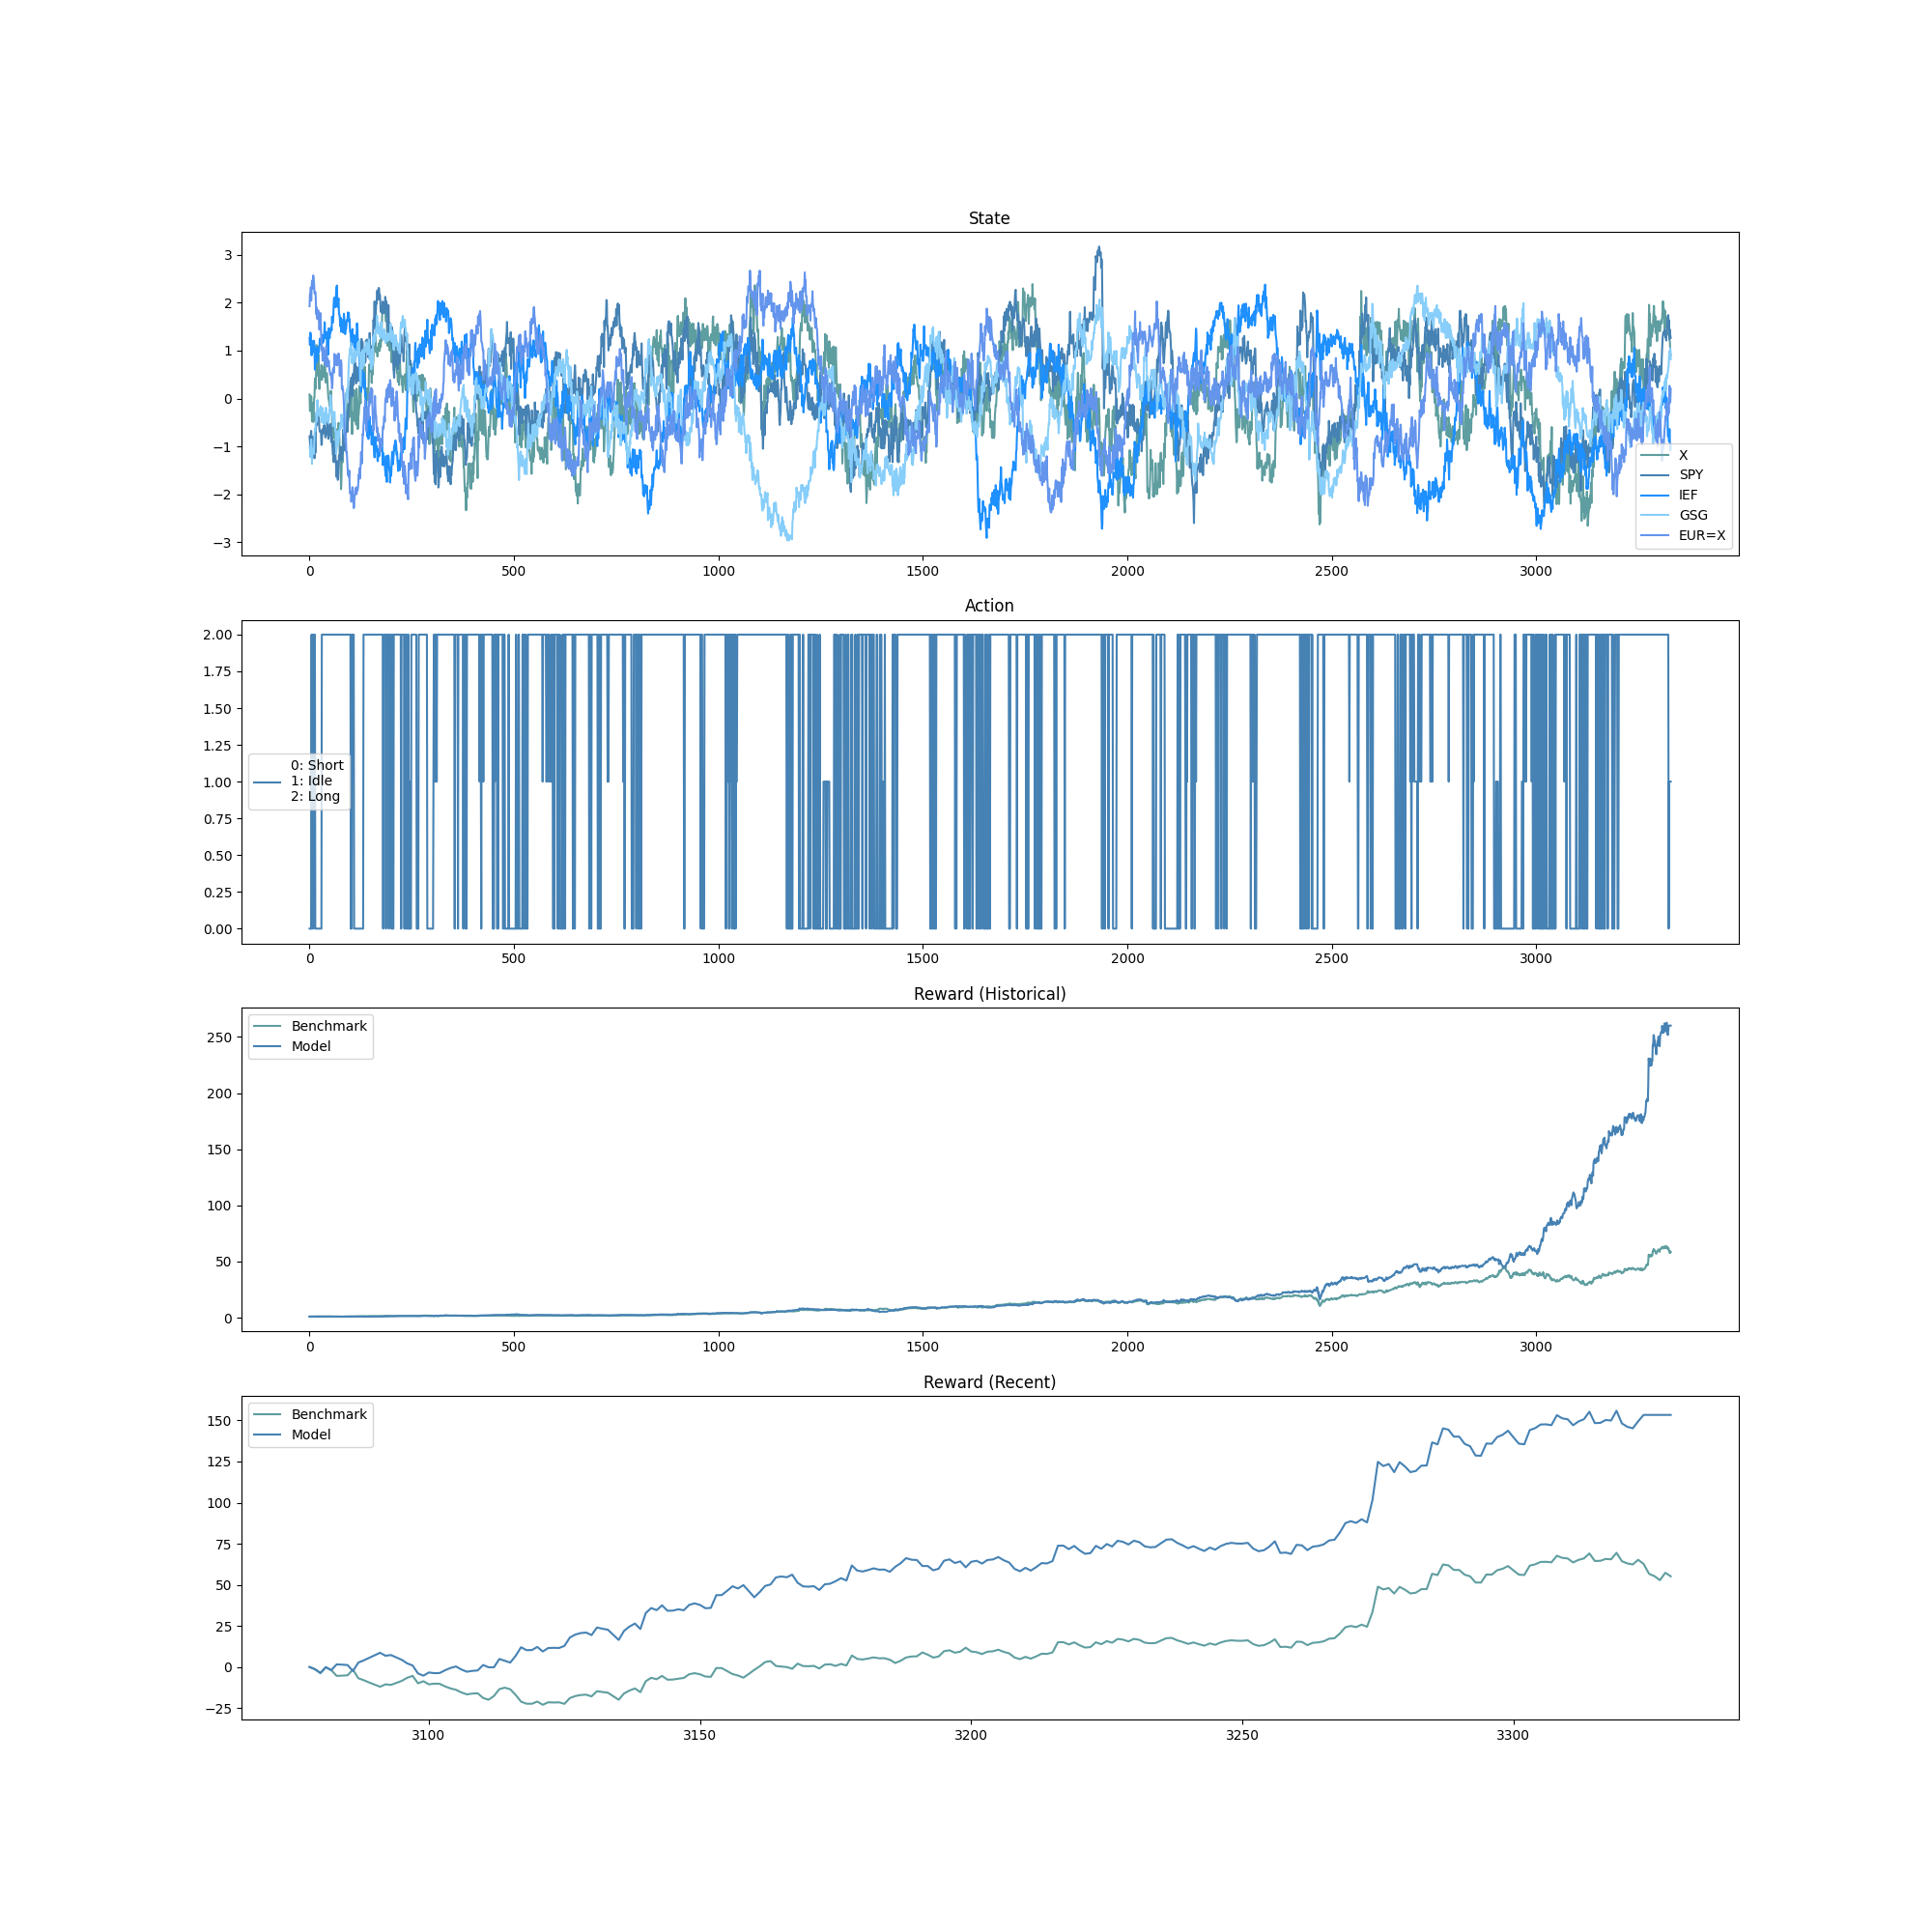 State
3
2
1
0
−1
−2
−3
X
SPY
IEF
GSG
EUR=X
0 500 1000 1500 2000 2500 3000
Action
2.00
1.75
1.50
1.25
1.00
0.75
0.50
0.25
0.00
0: Short
1: Idle
2: Long
0 500 1000 1500 2000 2500 3000
Reward (Historical)
Benchmark
Model
250
200
150
100
50
0
0 500 1000 1500 2000 2500 3000
Reward (Recent)
Benchmark
Model
150
125
100
75
50
25
0
−25
3100 3150 3200 3250 3300